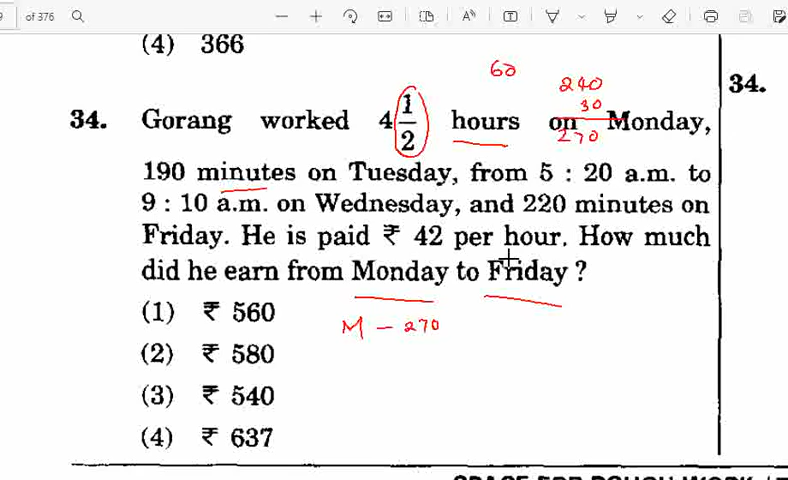 9 of 376
(4) 366
60
240
30
270
34.
34. Gorang worked 4 1/2 hours on Monday,
190 minutes on Tuesday, from 5 : 20 a.m. to
9 : 10 a.m. on Wednesday, and 220 minutes on
Friday. He is paid ₹ 42 per hour. How much
did he earn from Monday to Friday ?
(1) ₹ 560
M - 270
(2) ₹ 580
(3) ₹ 540
(4) ₹ 637